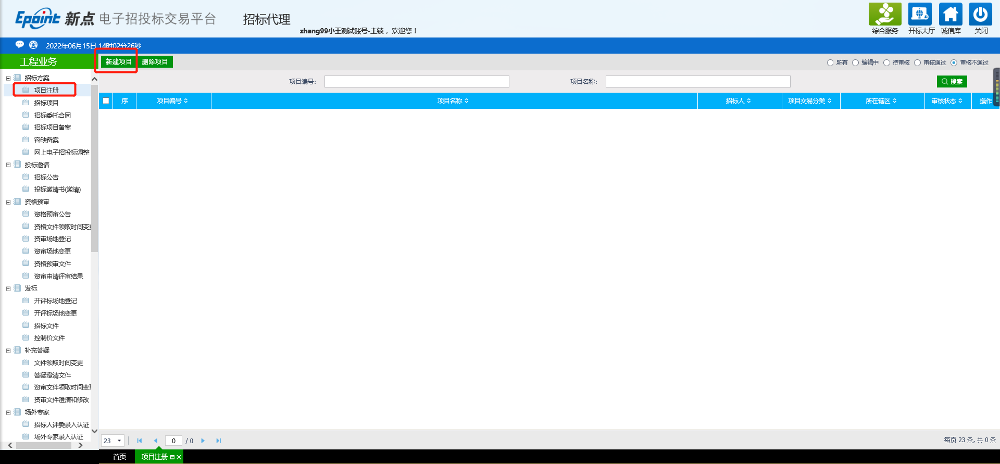 Epoint 新点 电子招投标交易平台
招标代理
zhang99小王测试账号-主锁，欢迎您！
综合服务 开标大厅 诚信库 关闭
2022年06月15日 14时02分26秒
工程业务
新建项目 删除项目
所有 编辑中 待审核 审核通过 审核不通过
项目编号： 项目名称： 搜索
序 项目编号 项目名称 招标人 项目交易分类 所在辖区 审核状态 操作
招标方案
项目注册
招标项目
招标委托合同
招标项目备案
容缺备案
网上电子招投标调整
投标邀请
招标公告
投标邀请书(邀请)
资格预审
资格预审公告
资格文件领取时间变
资审场地登记
资审场地变更
资格预审文件
资审申请评审结果
发标
开评标场地登记
开评标场地变更
招标文件
控制价文件
补充答疑
文件领取时间变更
答疑澄清文件
资审文件领取时间变
资审文件澄清和修改
场外专家
招标人评委录入认证
场外专家录入认证
23 0 / 0
每页 23 条, 共 0 条
首页 项目注册